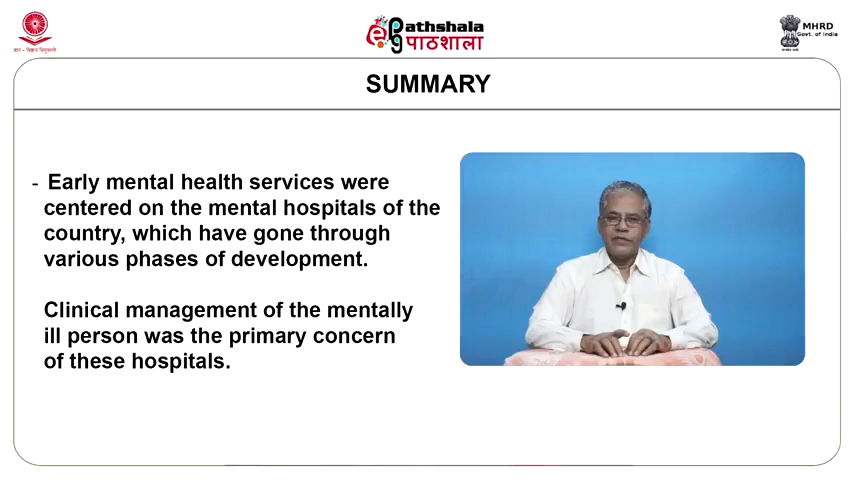 ज्ञान - विज्ञान विमुक्तये
e Pathshala
पाठशाला
MHRD
Govt. of India
SUMMARY
- Early mental health services were
centered on the mental hospitals of the
country, which have gone through
various phases of development.
Clinical management of the mentally
ill person was the primary concern
of these hospitals.